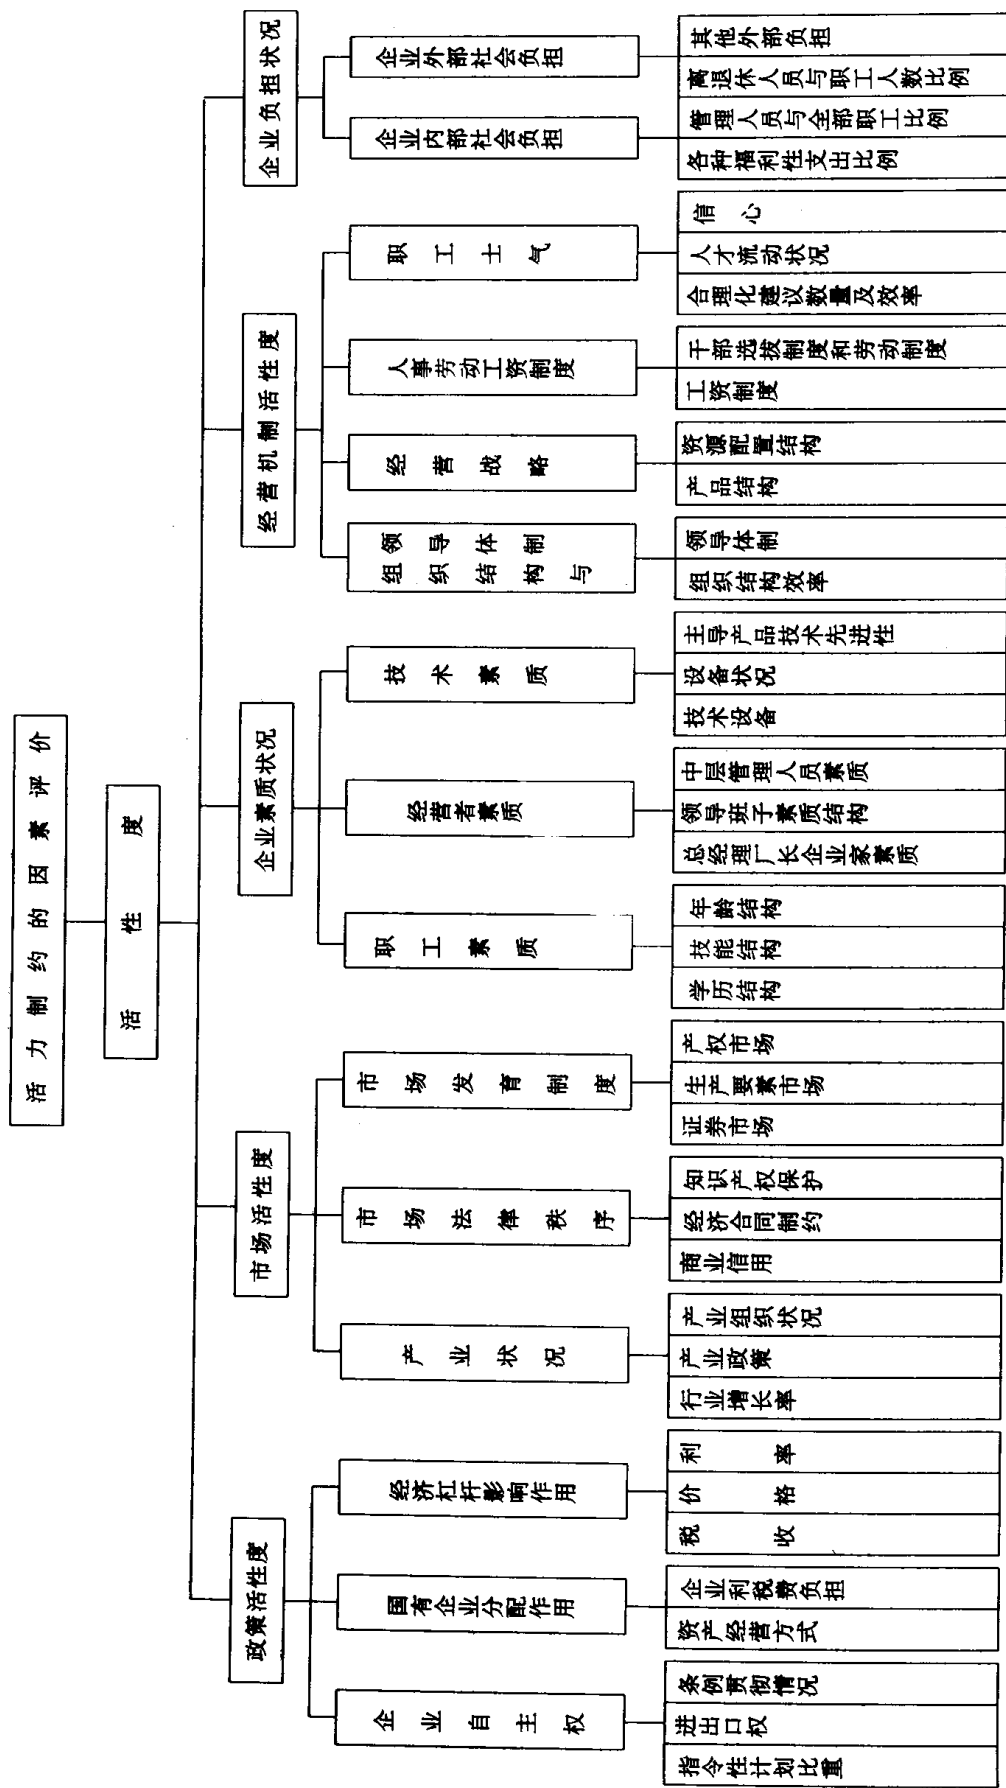 活力制约的因素评价
活性度
政策活性度
市场活性度
企业素质状况
经营机制活性度
企业负担状况
企业自主权
国有企业分配作用
经济杠杆影响作用
产业状况
市场法律秩序
市场发育制度
职工素质
经营者素质
技术素质
组织结构与
领导体制
经营战略
人事劳动工资制度
职工士气
企业内部社会负担
企业外部社会负担
指令性计划比重
进出口权
条例贯彻情况
资产经营方式
企业利税费负担
税收
价格
利率
行业增长率
产业政策
产业组织状况
商业信用
经济合同制约
知识产权保护
证券市场
生产要素市场
产权市场
学历结构
技能结构
年龄结构
总经理厂长企业家素质
领导班子素质结构
中层管理人员素质
技术设备
设备状况
主导产品技术先进性
组织结构效率
领导体制
产品结构
资源配置结构
工资制度
干部选拔制度和劳动制度
合理化建议数量及效率
人才流动状况
信心
各种福利性支出比例
管理人员与全部职工比例
离退休人员与职工人数比例
其他外部负担